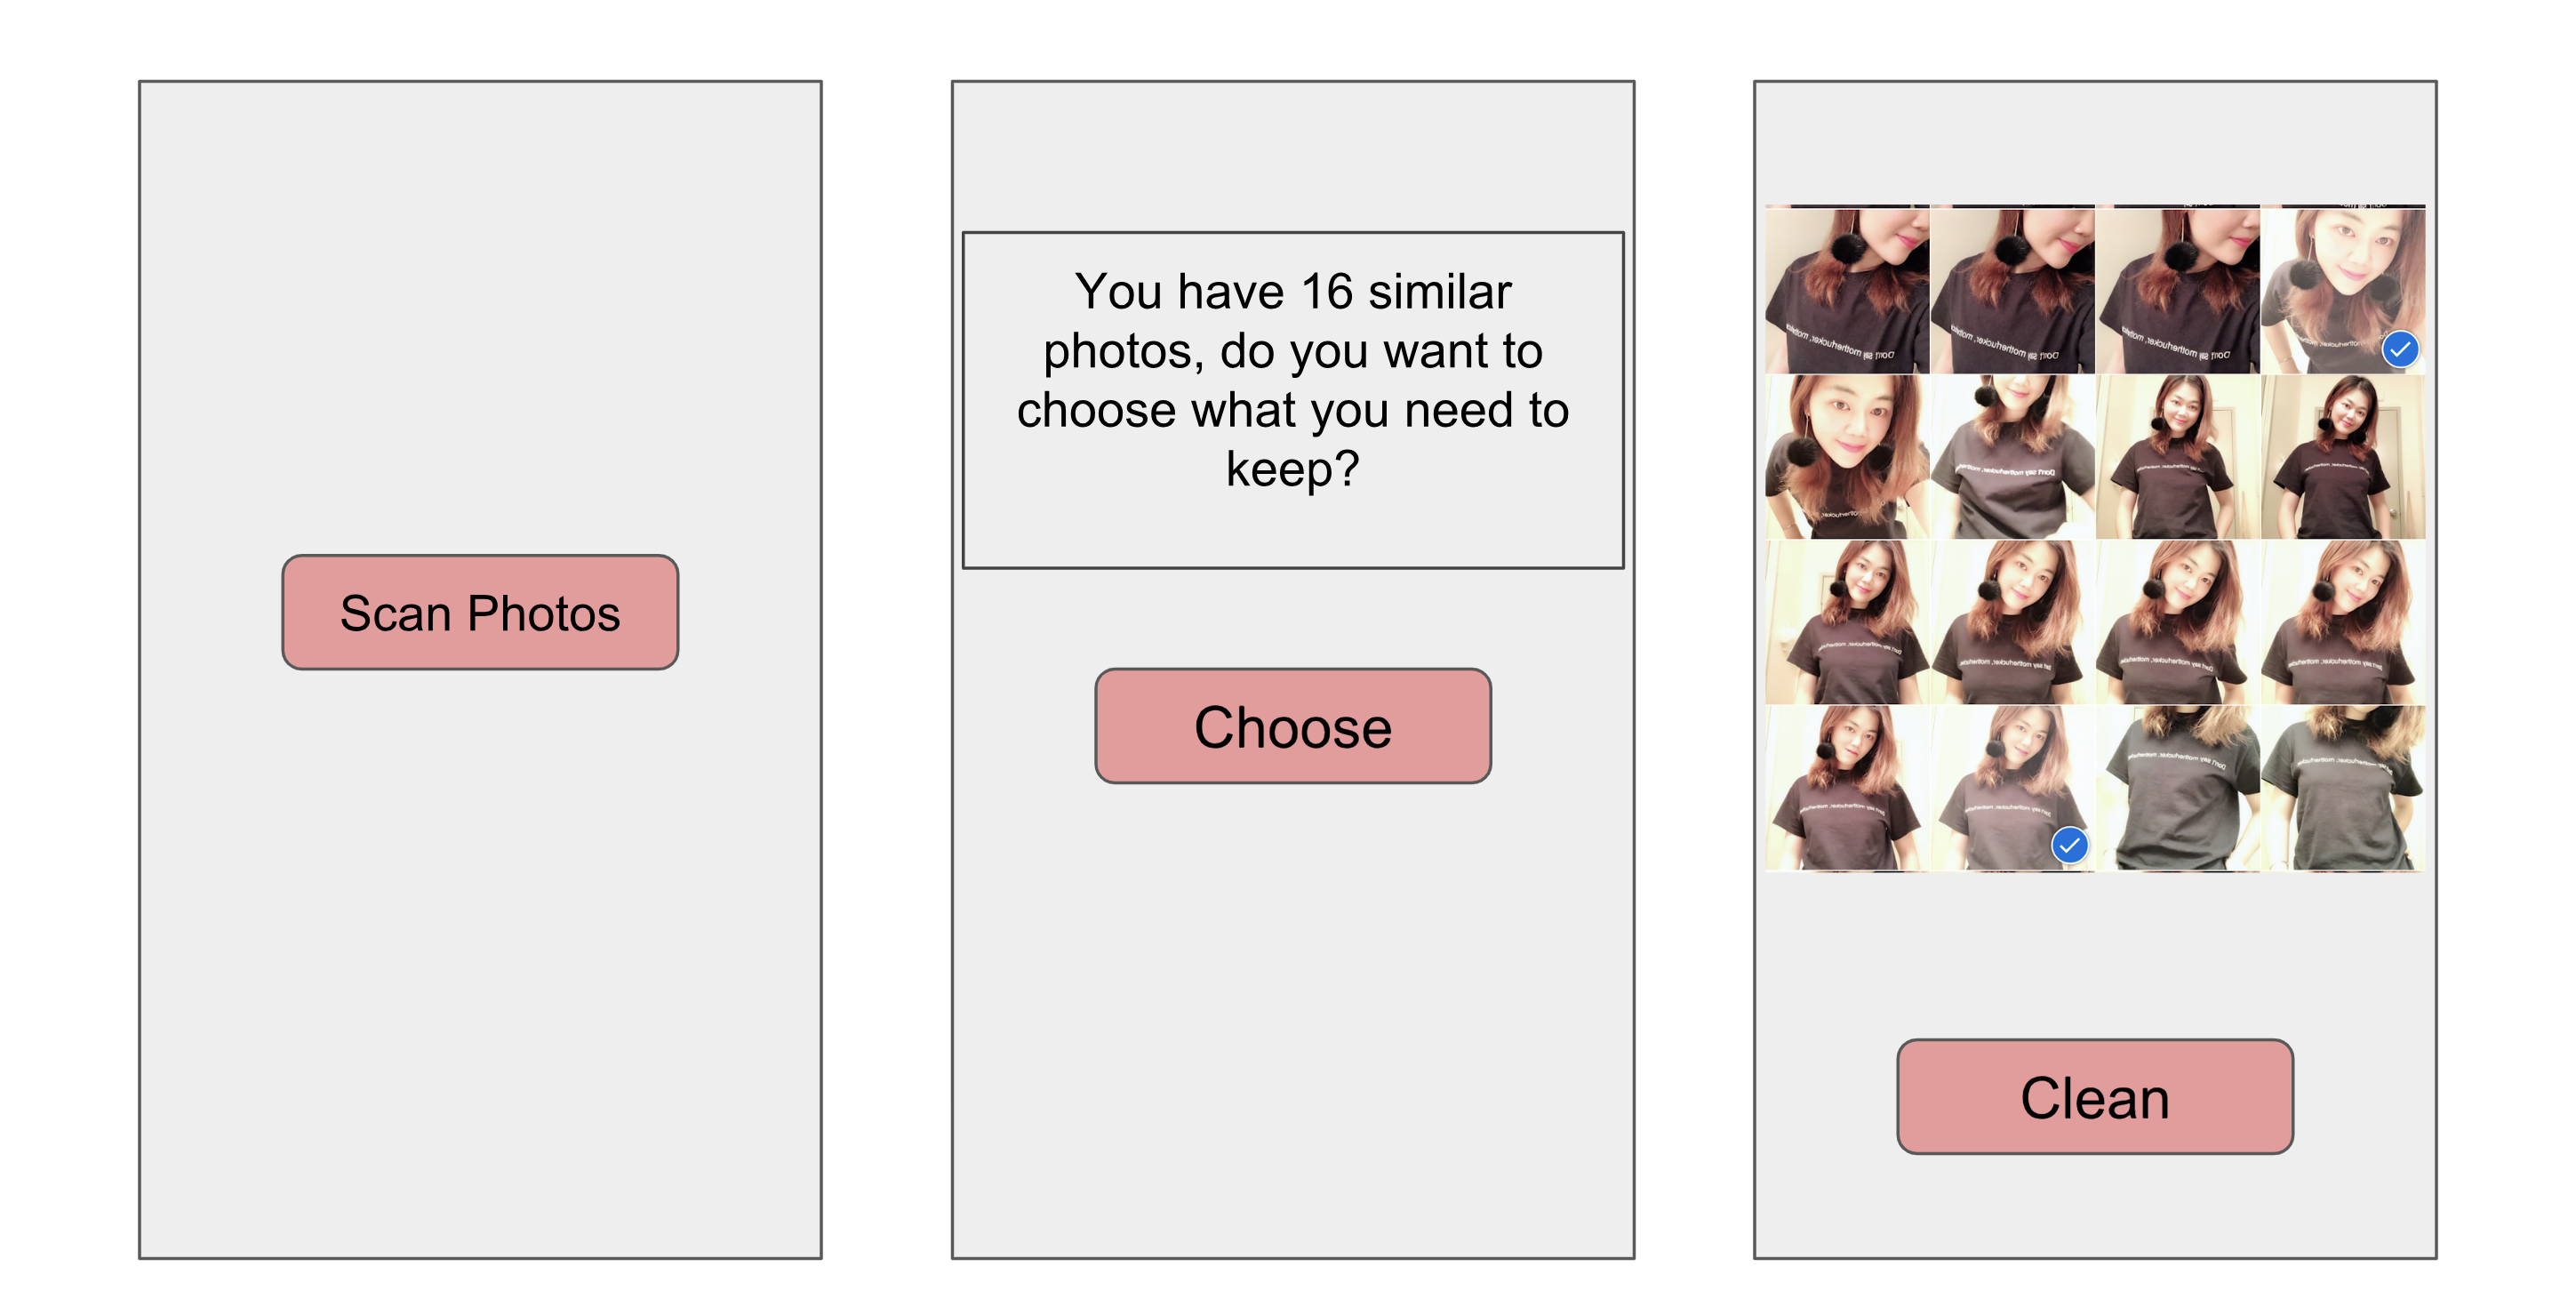 Scan Photos
You have 16 similar
photos, do you want to
choose what you need to
keep?
Choose
Clean